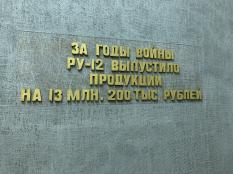 ЗА ГОДЫ ВОЙНЫ
РУ-12 ВЫПУСТИЛО
ПРОДУКЦИИ
НА 13 МЛН. 200 ТЫС. РУБЛЕЙ